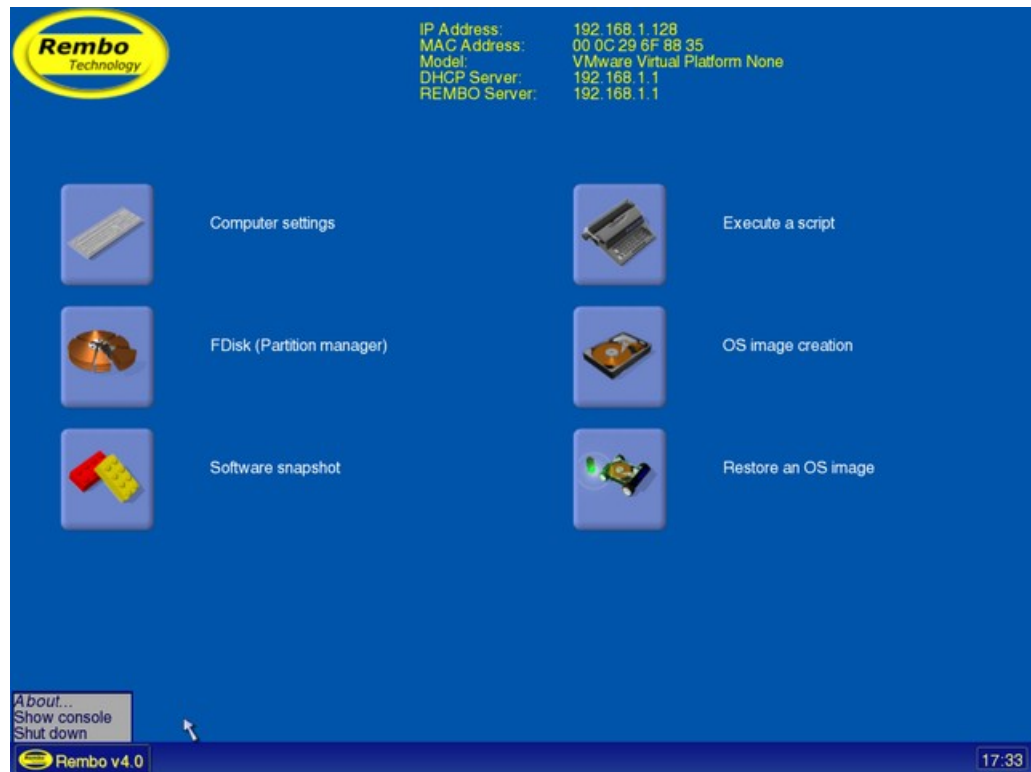 Rembo
Technology
IP Address: 192.168.1.128
MAC Address: 00 0C 29 6F 88 35
Model: VMware Virtual Platform None
DHCP Server: 192.168.1.1
REMBO Server: 192.168.1.1
Computer settings
Execute a script
FDisk (Partition manager)
OS image creation
Software snapshot
Restore an OS image
About...
Show console
Shut down
Rembo v4.0
17:33